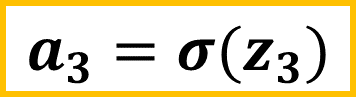 a₃ = σ(z₃)